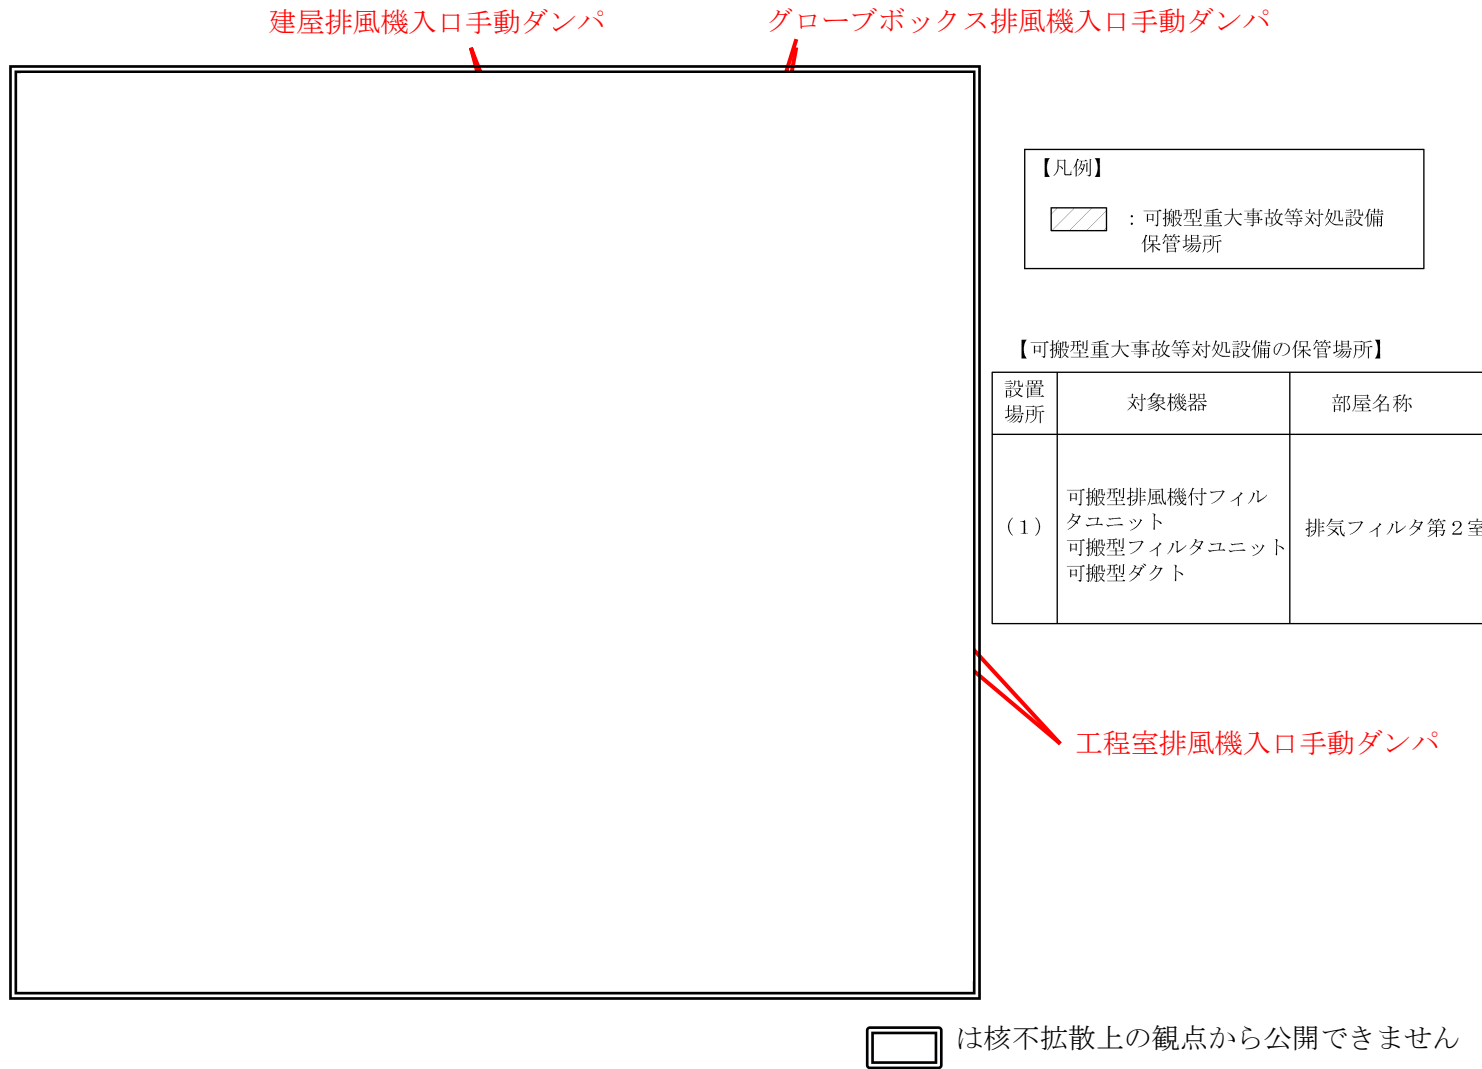 建屋排風機入口手動ダンパ
グローブボックス排風機入口手動ダンパ
【凡例】
：可搬型重大事故等対処設備
保管場所
【可搬型重大事故等対処設備の保管場所】
設置
場所
対象機器
部屋名称
（１）
可搬型排風機付フィル
タユニット
可搬型フィルタユニット
可搬型ダクト
排気フィルタ第２室
工程室排風機入口手動ダンパ
は核不拡散上の観点から公開できません